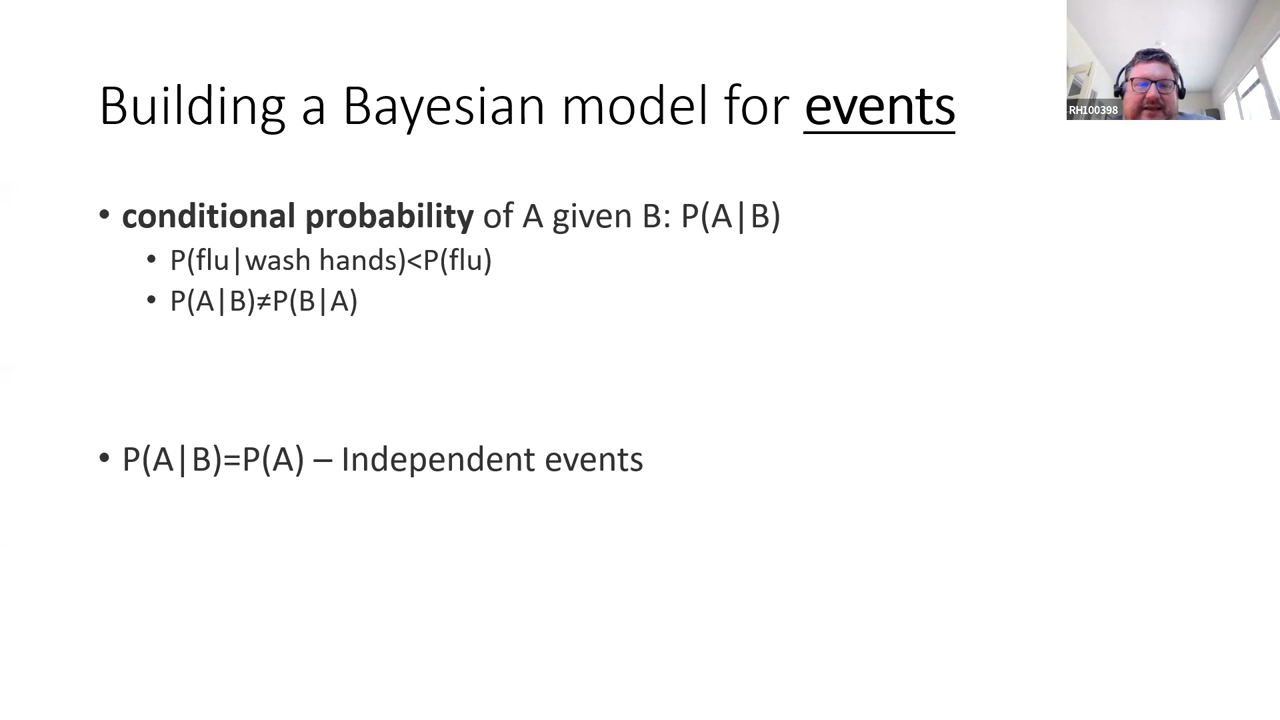 RH100398
Building a Bayesian model for events
• conditional probability of A given B: P(A|B)
• P(flu|wash hands)<P(flu)
• P(A|B)≠P(B|A)
• P(A|B)=P(A) – Independent events